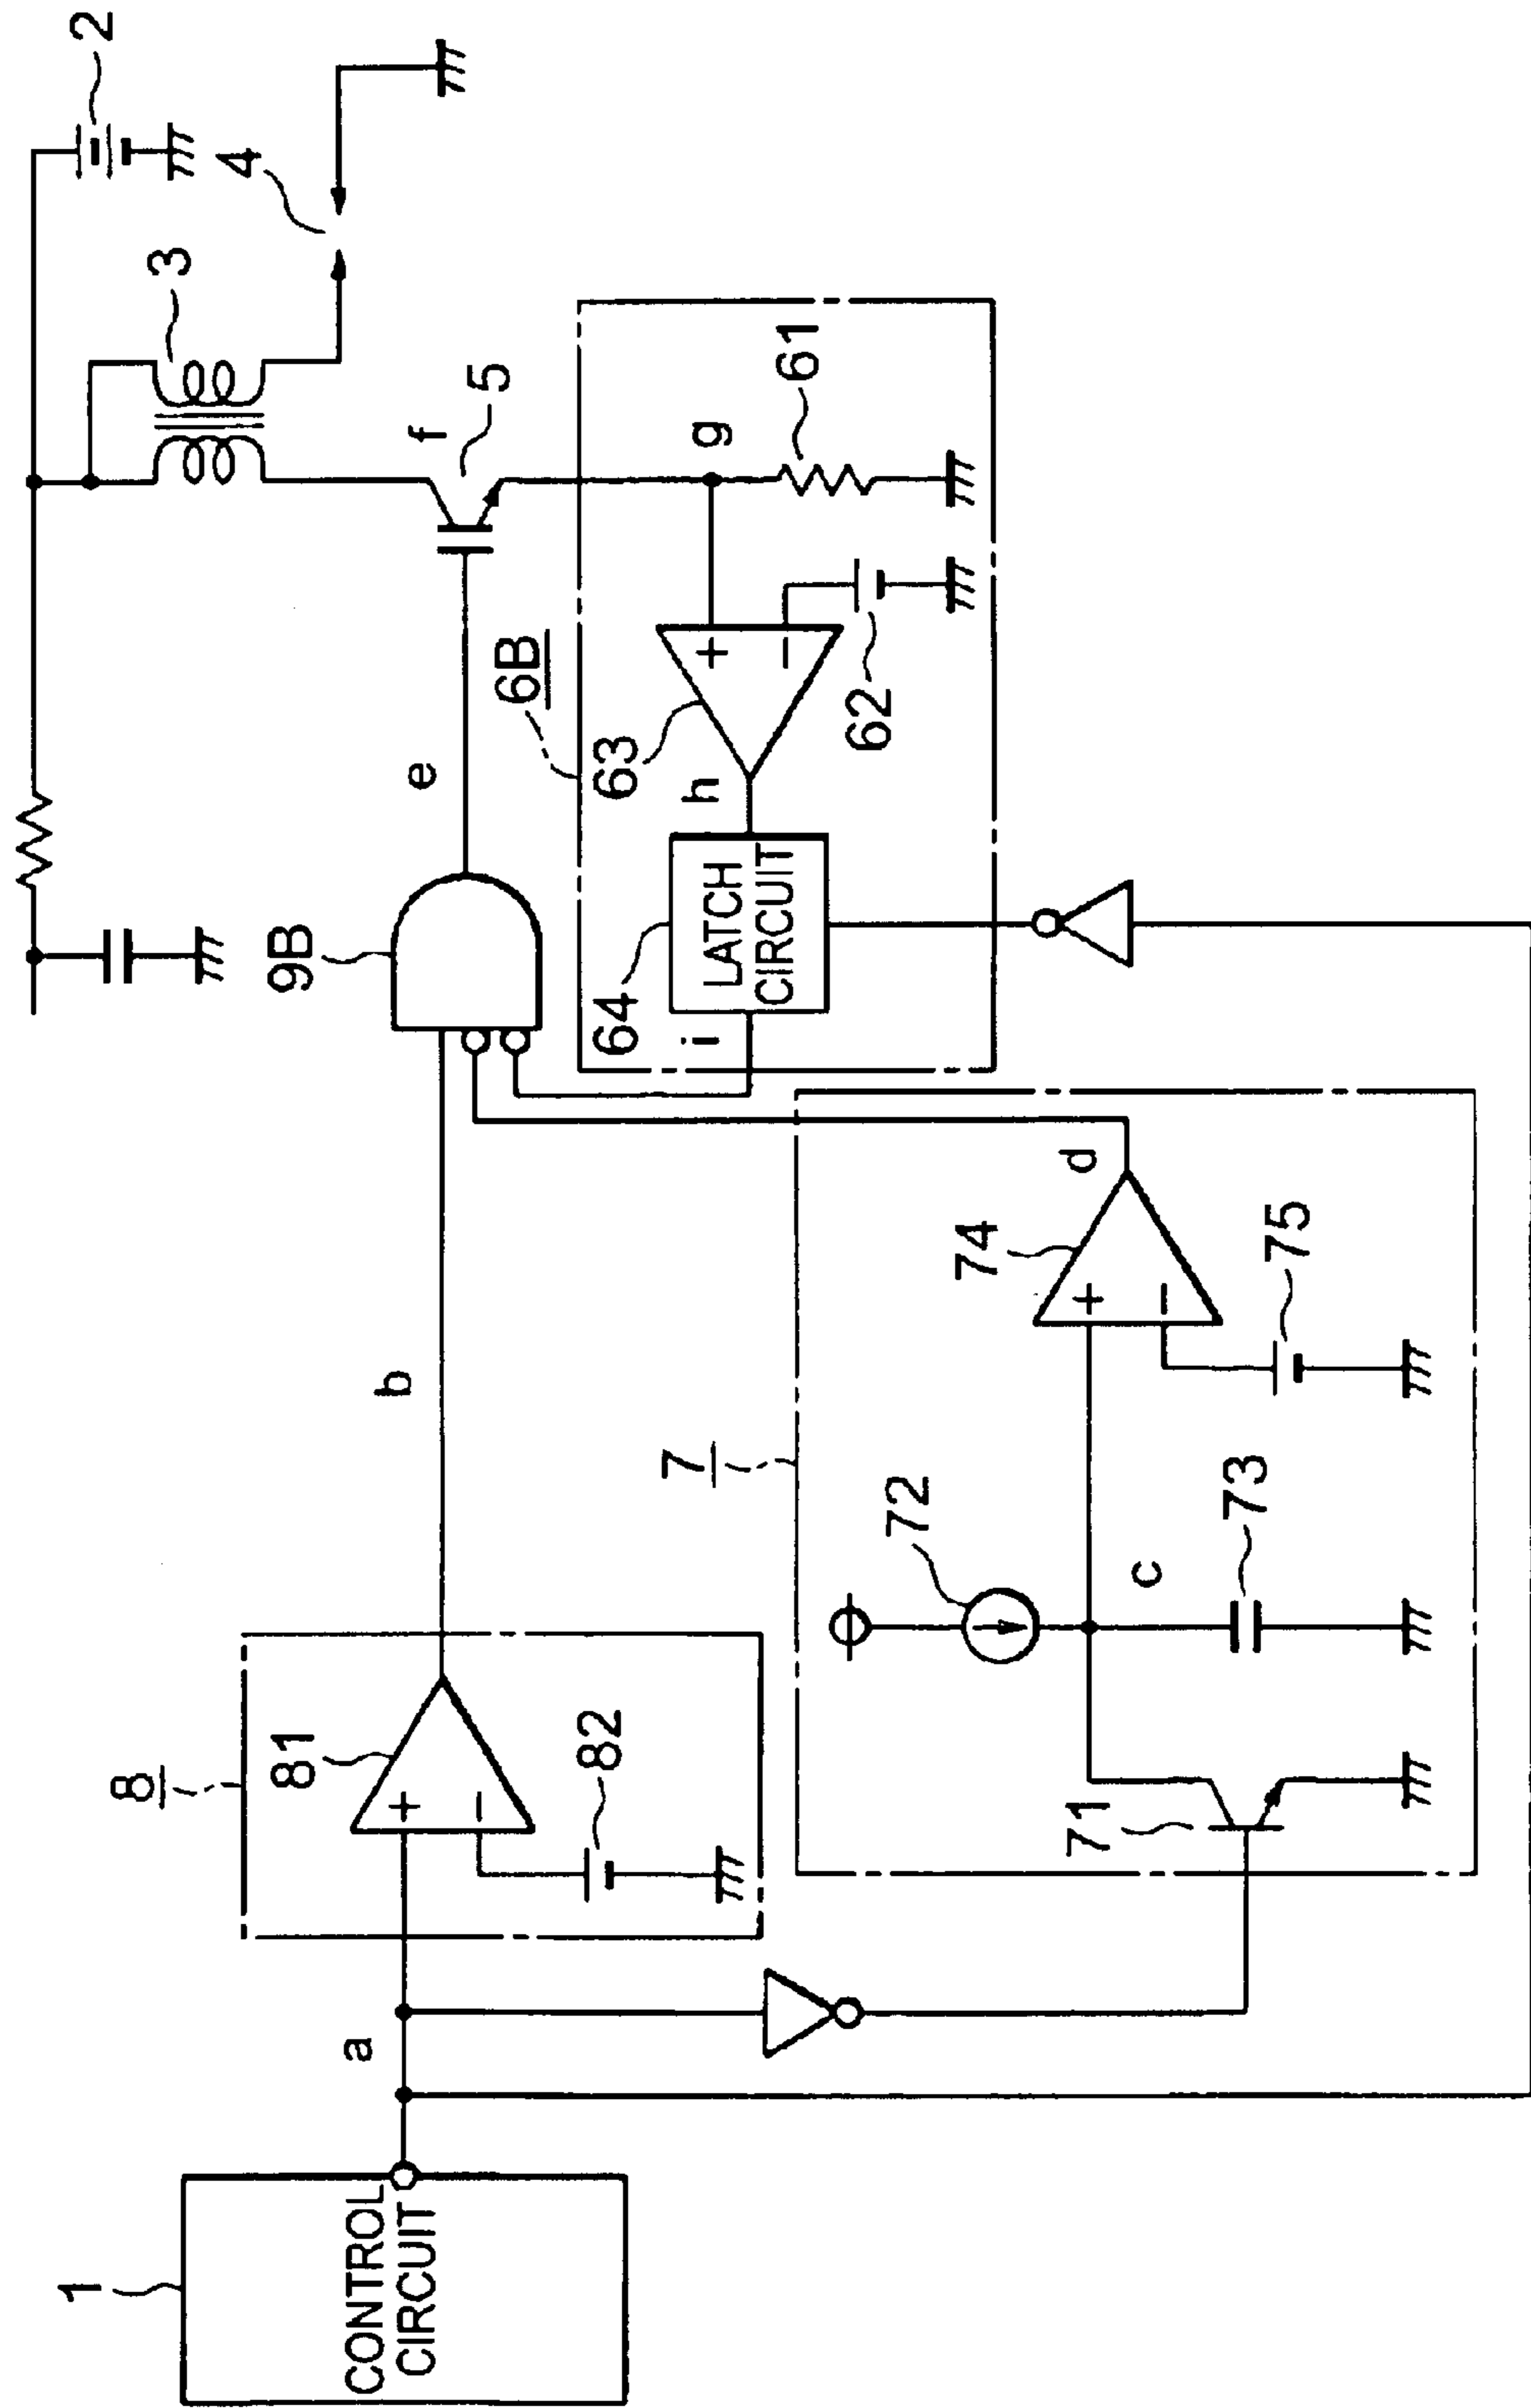 1
CONTROL
CIRCUIT
a
8
81
+
−
82
b
7
71
72
c
73
+
−
74
75
d
9B
e
i
64
LATCH
CIRCUIT
h
6B
63
+
−
62
g
61
f
5
3
4
2